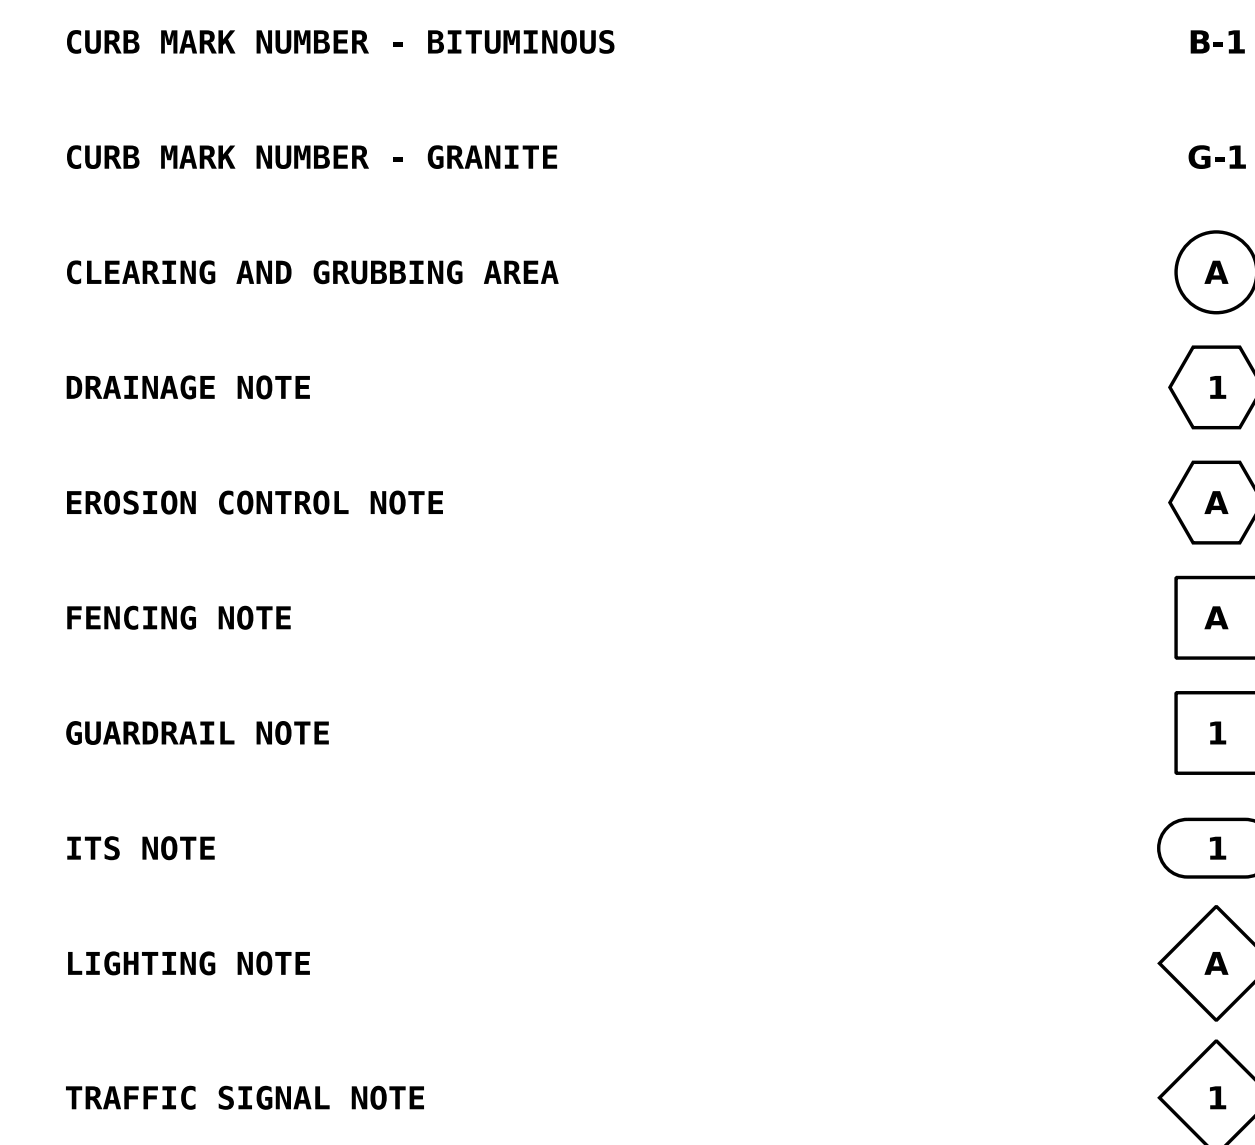 CURB MARK NUMBER - BITUMINOUS B-1
CURB MARK NUMBER - GRANITE G-1
CLEARING AND GRUBBING AREA A
DRAINAGE NOTE 1
EROSION CONTROL NOTE A
FENCING NOTE A
GUARDRAIL NOTE 1
ITS NOTE 1
LIGHTING NOTE A
TRAFFIC SIGNAL NOTE 1